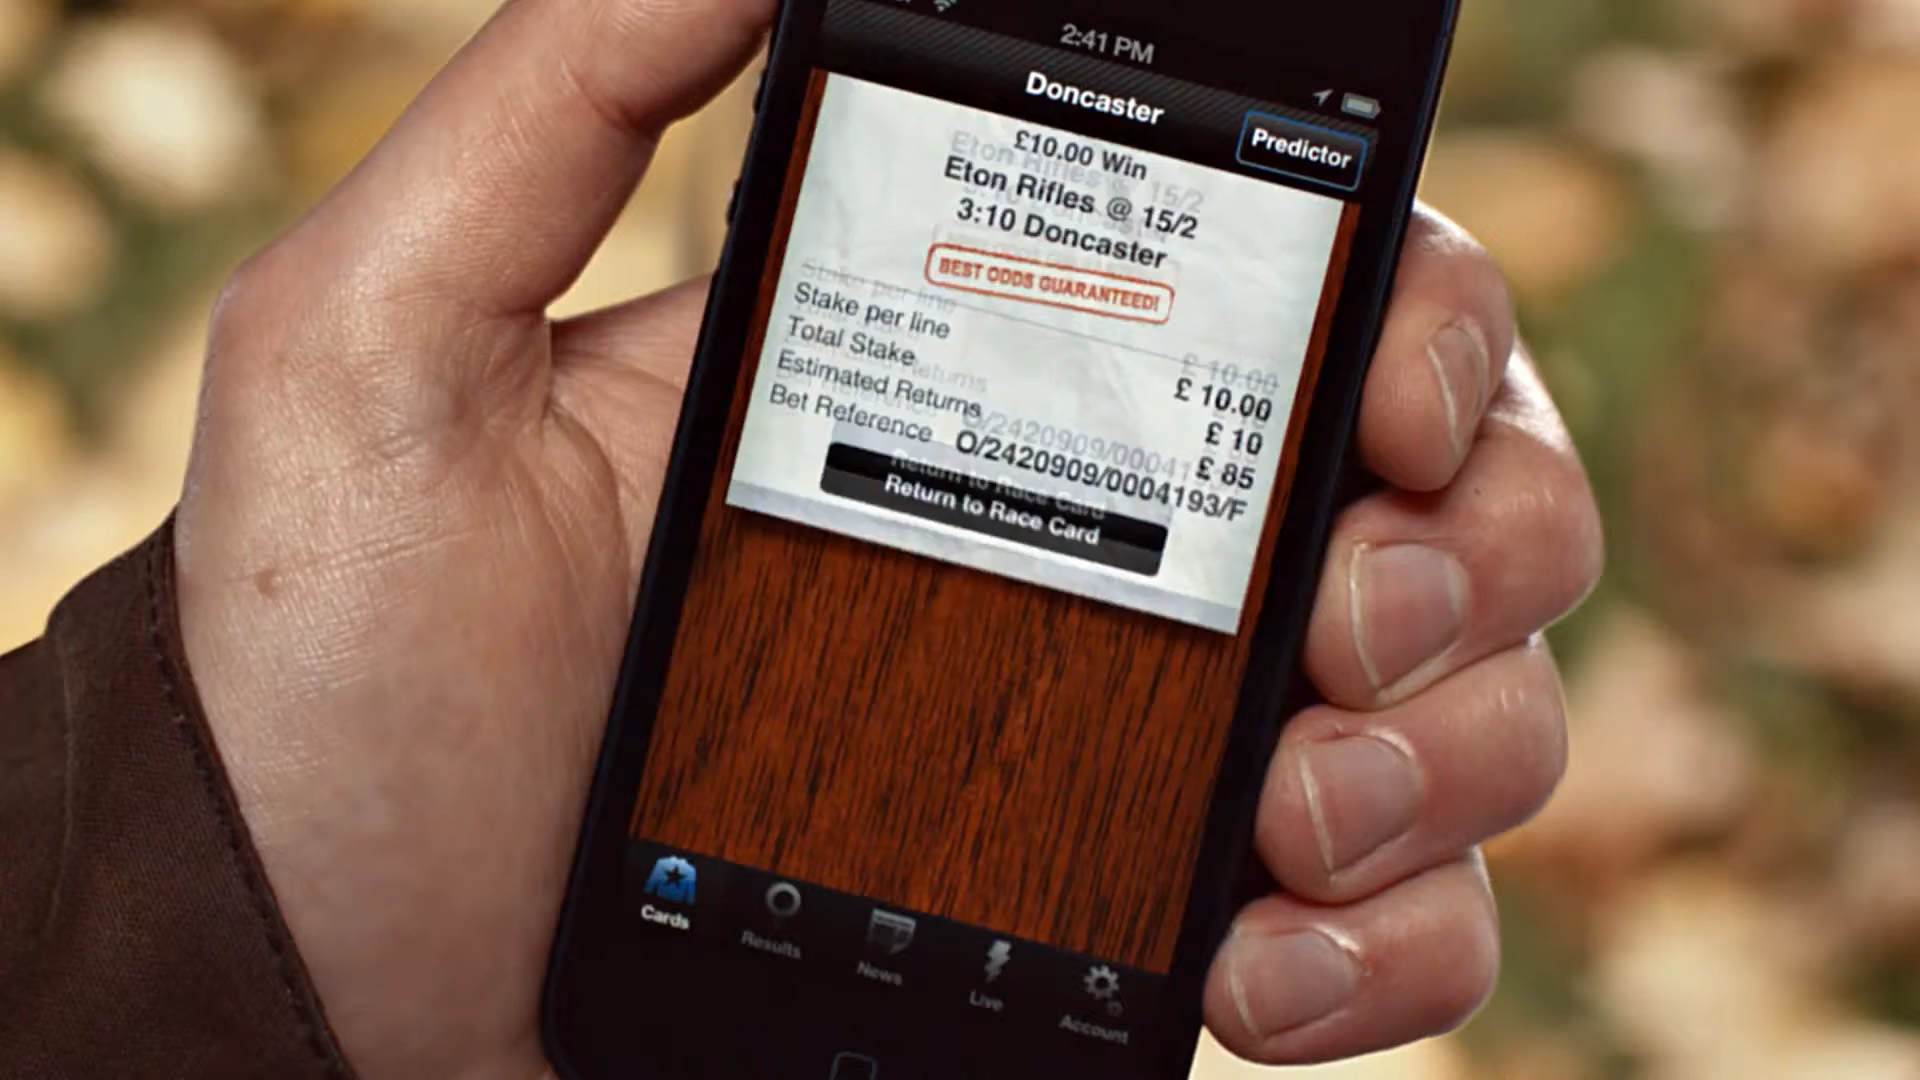 2:41 PM
Doncaster
Predictor
£10.00 Win
Eton Rifles @ 15/2
3:10 Doncaster
BEST ODDS GUARANTEED!
Stake per line £ 10.00
Total Stake £ 10
Estimated Returns £ 85
Bet Reference O/2420909/0004193/F
Return to Race Card
Cards
Results
News
Live
Account